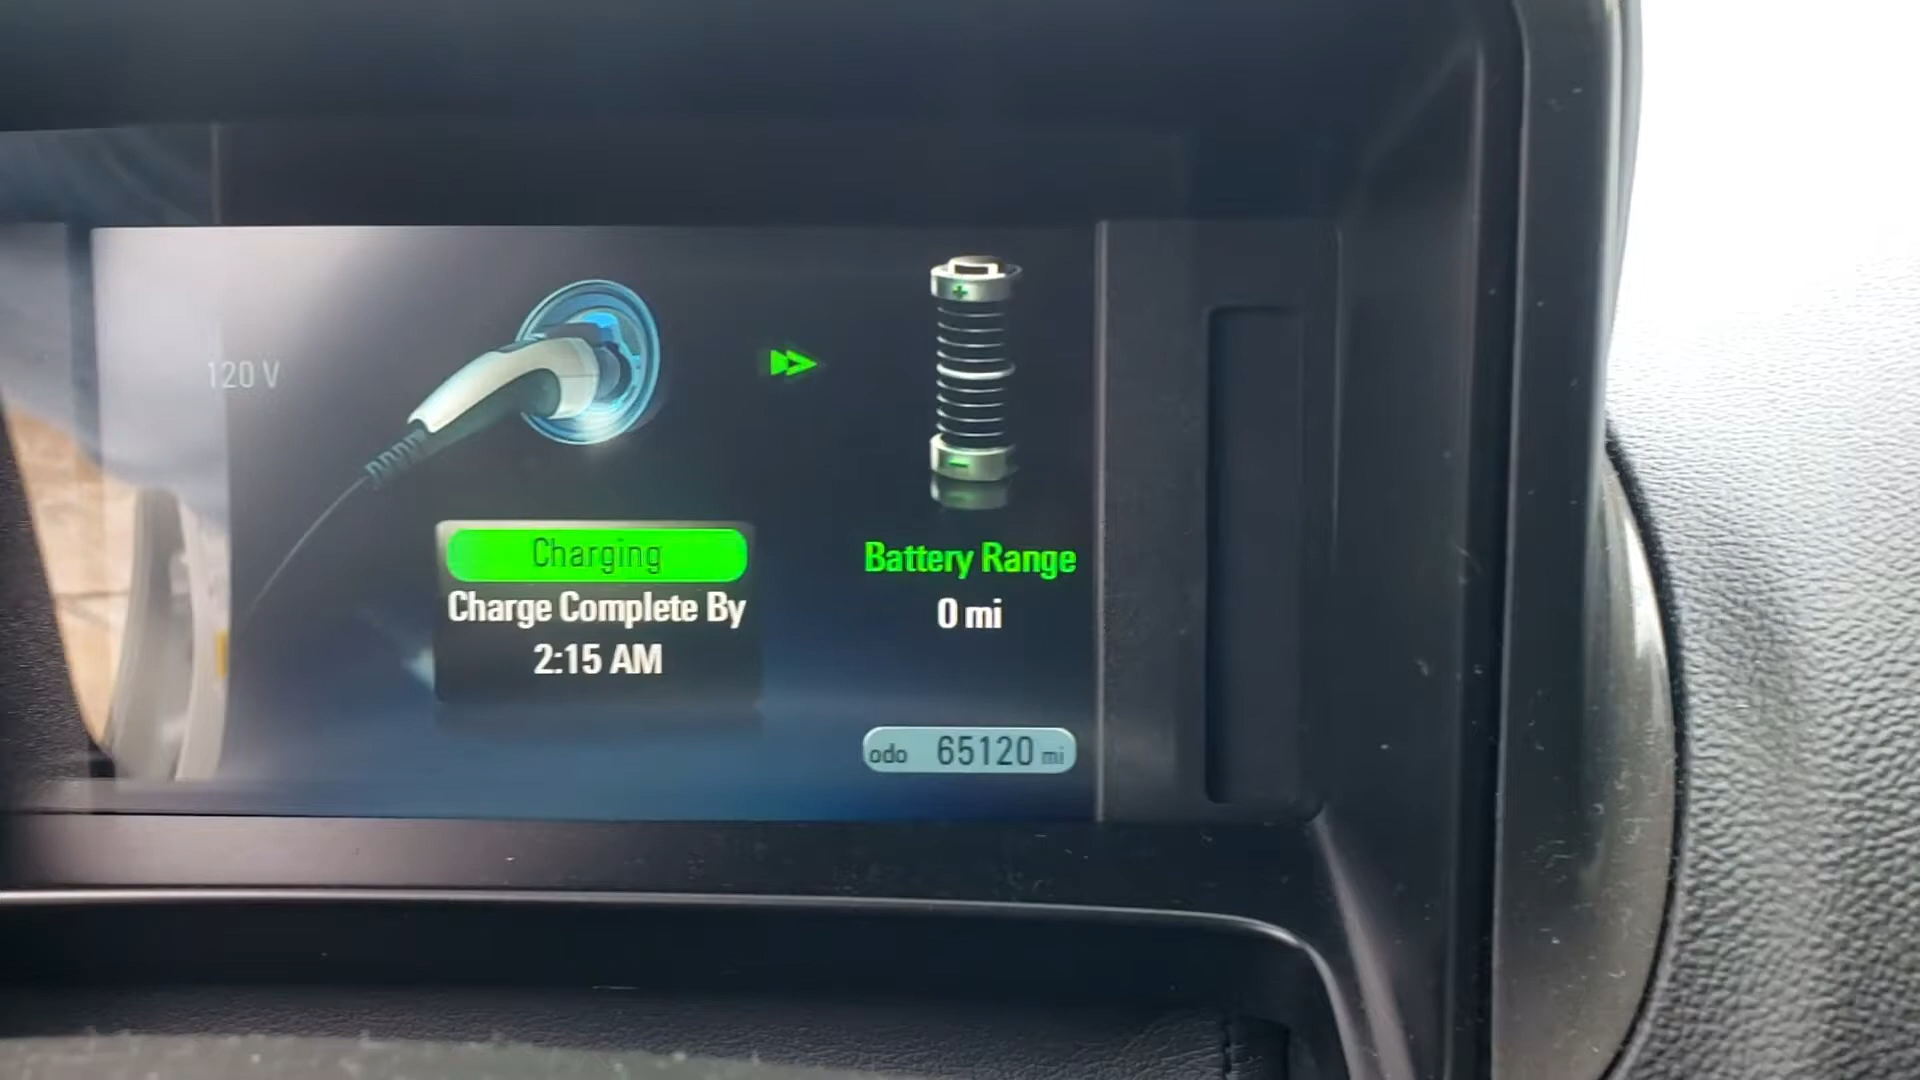 120 V
+
-
Charging
Charge Complete By
2:15 AM
Battery Range
0 mi
odo 65120 mi